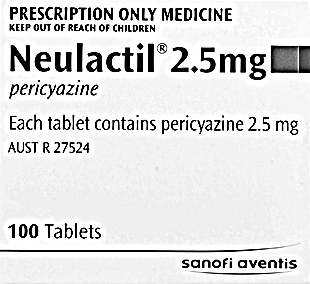 PRESCRIPTION ONLY MEDICINE
KEEP OUT OF REACH OF CHILDREN
Neulactil® 2.5mg
pericyazine
Each tablet contains pericyazine 2.5 mg
AUST R 27524
100 Tablets
sanofi aventis